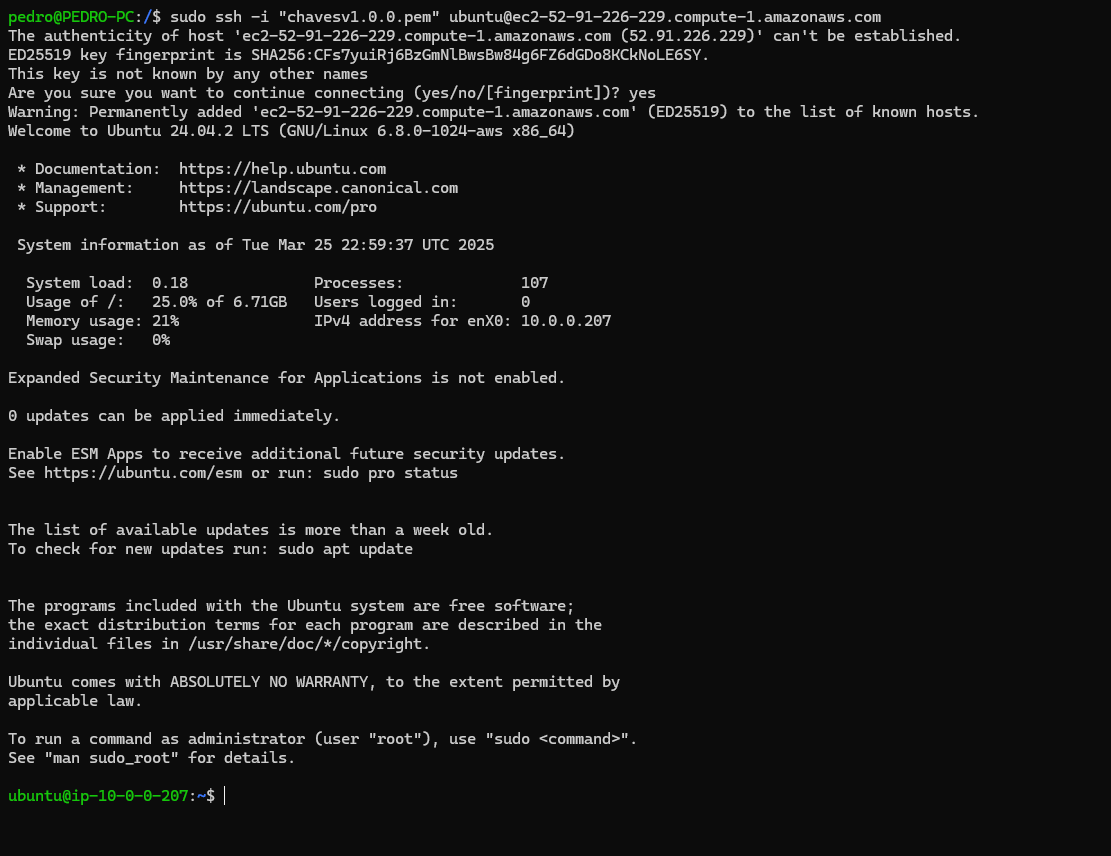 pedro@PEDRO-PC:/$ sudo ssh -i "chavesv1.0.0.pem" ubuntu@ec2-52-91-226-229.compute-1.amazonaws.com
The authenticity of host 'ec2-52-91-226-229.compute-1.amazonaws.com (52.91.226.229)' can't be established.
ED25519 key fingerprint is SHA256:CFs7yuiRj6BzGmNlBwsBw84g6FZ6dGDo8KCkNoLE6SY.
This key is not known by any other names
Are you sure you want to continue connecting (yes/no/[fingerprint])? yes
Warning: Permanently added 'ec2-52-91-226-229.compute-1.amazonaws.com' (ED25519) to the list of known hosts.
Welcome to Ubuntu 24.04.2 LTS (GNU/Linux 6.8.0-1024-aws x86_64)

 * Documentation:  https://help.ubuntu.com
 * Management:     https://landscape.canonical.com
 * Support:        https://ubuntu.com/pro

 System information as of Tue Mar 25 22:59:37 UTC 2025

  System load:  0.18              Processes:             107
  Usage of /:   25.0% of 6.71GB   Users logged in:       0
  Memory usage: 21%               IPv4 address for enX0: 10.0.0.207
  Swap usage:   0%

Expanded Security Maintenance for Applications is not enabled.

0 updates can be applied immediately.

Enable ESM Apps to receive additional future security updates.
See https://ubuntu.com/esm or run: sudo pro status


The list of available updates is more than a week old.
To check for new updates run: sudo apt update


The programs included with the Ubuntu system are free software;
the exact distribution terms for each program are described in the
individual files in /usr/share/doc/*/copyright.

Ubuntu comes with ABSOLUTELY NO WARRANTY, to the extent permitted by
applicable law.

To run a command as administrator (user "root"), use "sudo <command>".
See "man sudo_root" for details.

ubuntu@ip-10-0-0-207:~$